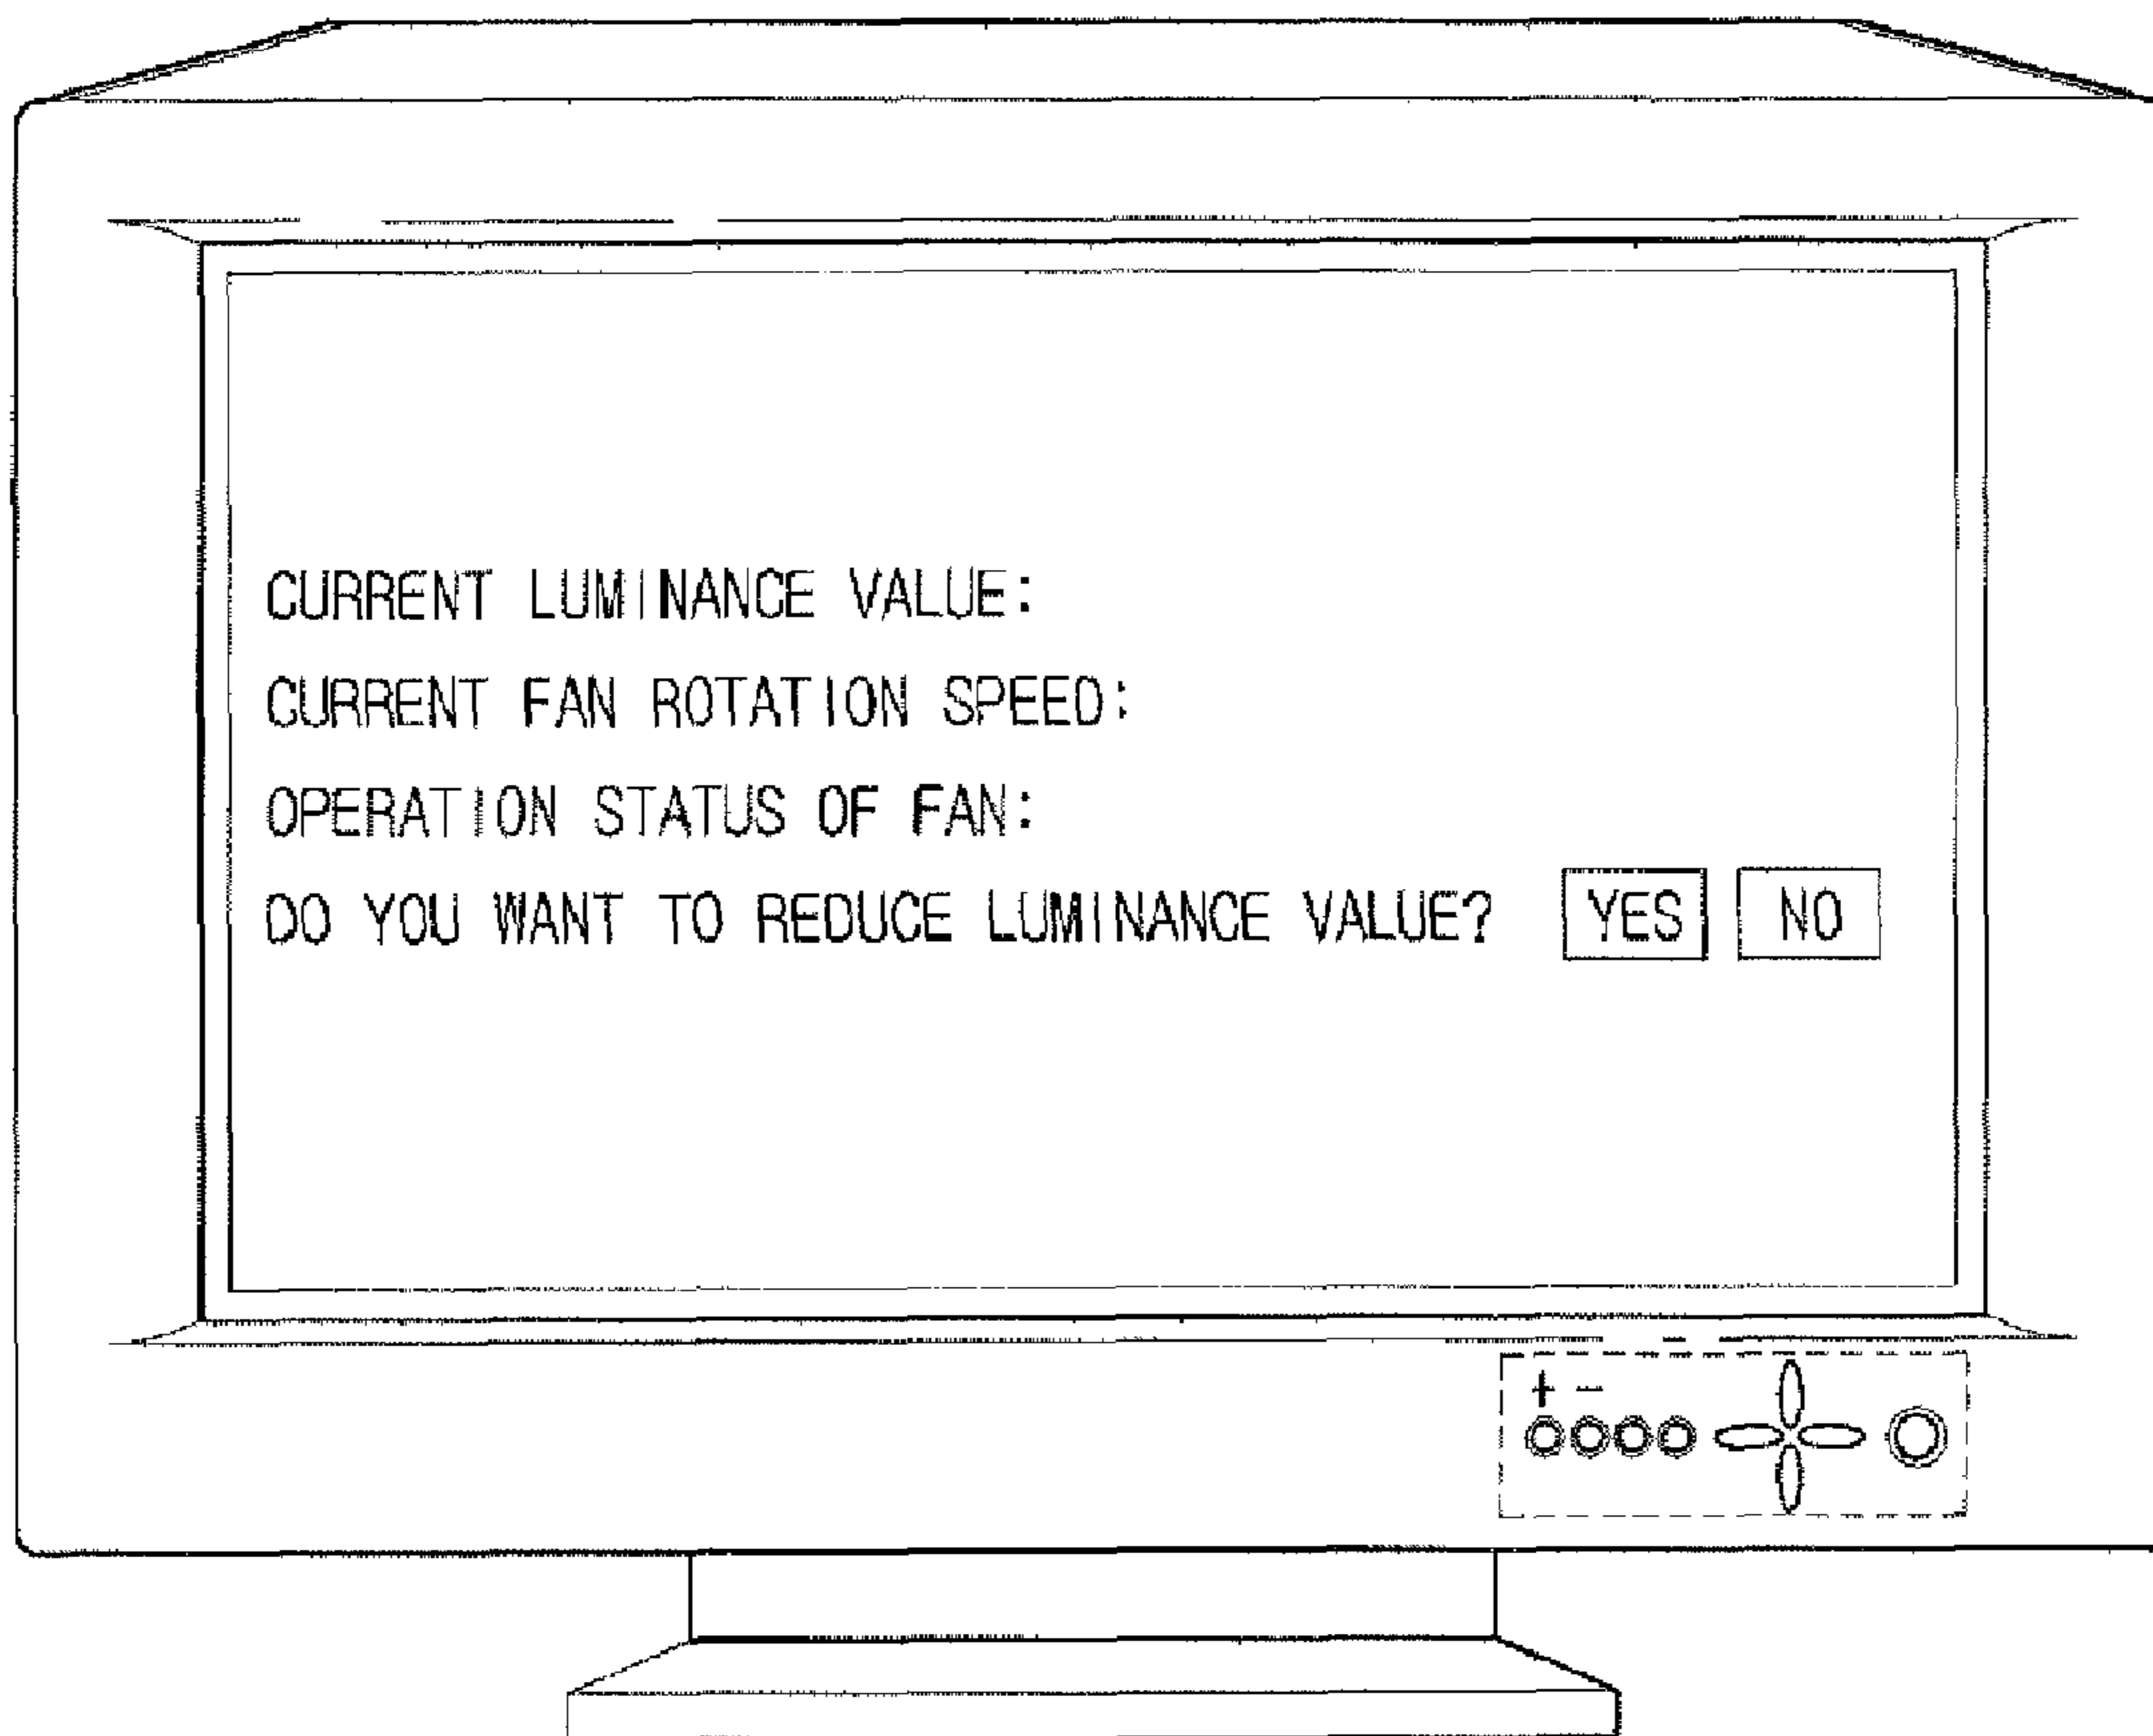 CURRENT LUMINANCE VALUE:
CURRENT FAN ROTATION SPEED:
OPERATION STATUS OF FAN:
DO YOU WANT TO REDUCE LUMINANCE VALUE? YES NO
+ -